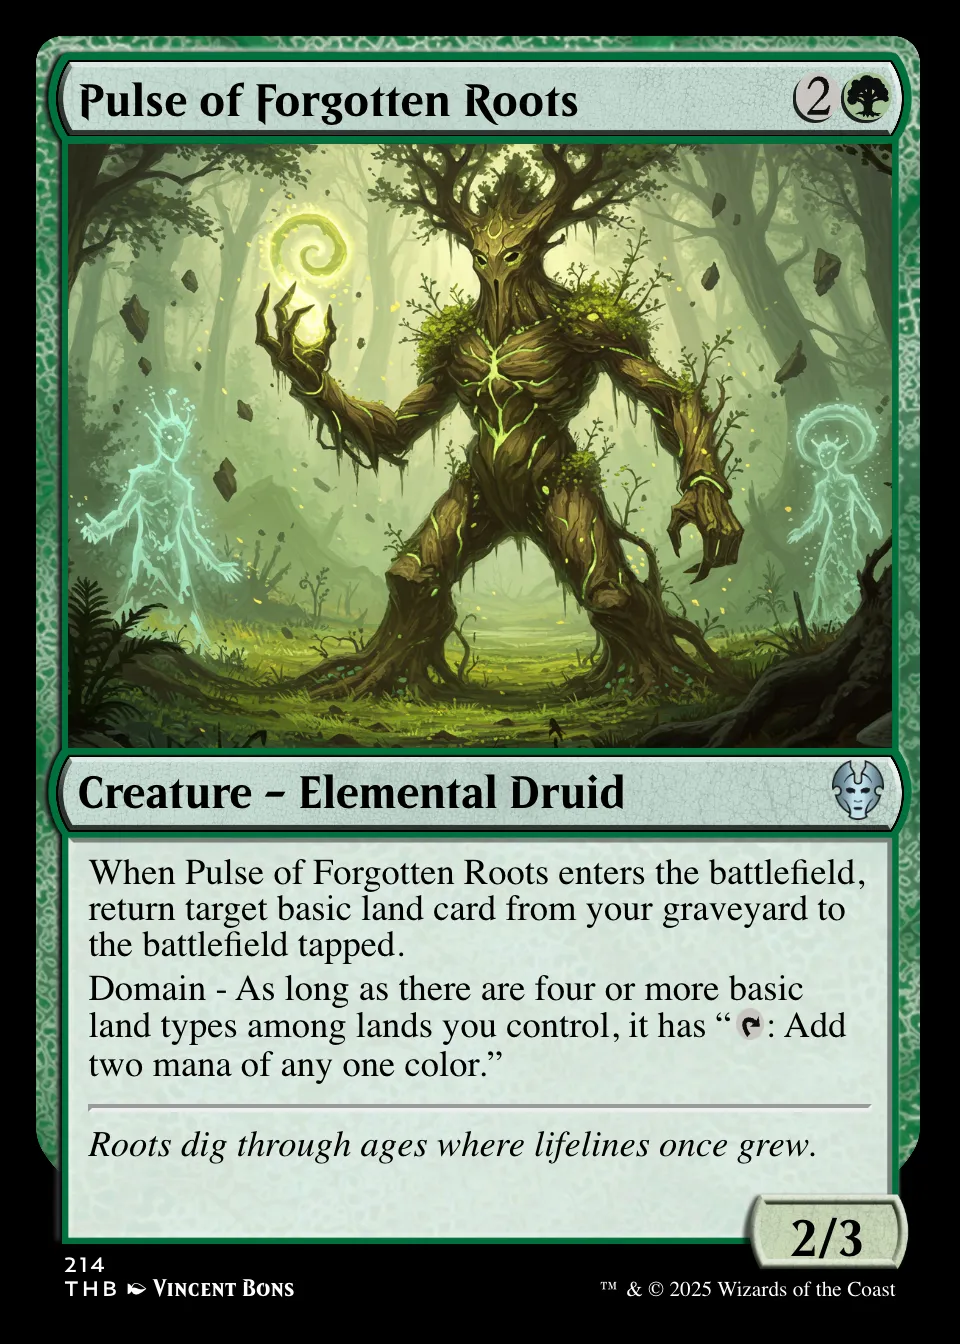 Pulse of Forgotten Roots 2
Creature – Elemental Druid
When Pulse of Forgotten Roots enters the battlefield,
return target basic land card from your graveyard to
the battlefield tapped.
Domain - As long as there are four or more basic
land types among lands you control, it has “ : Add
two mana of any one color.”
Roots dig through ages where lifelines once grew.
2/3
214
THB Vincent Bons
™ & © 2025 Wizards of the Coast